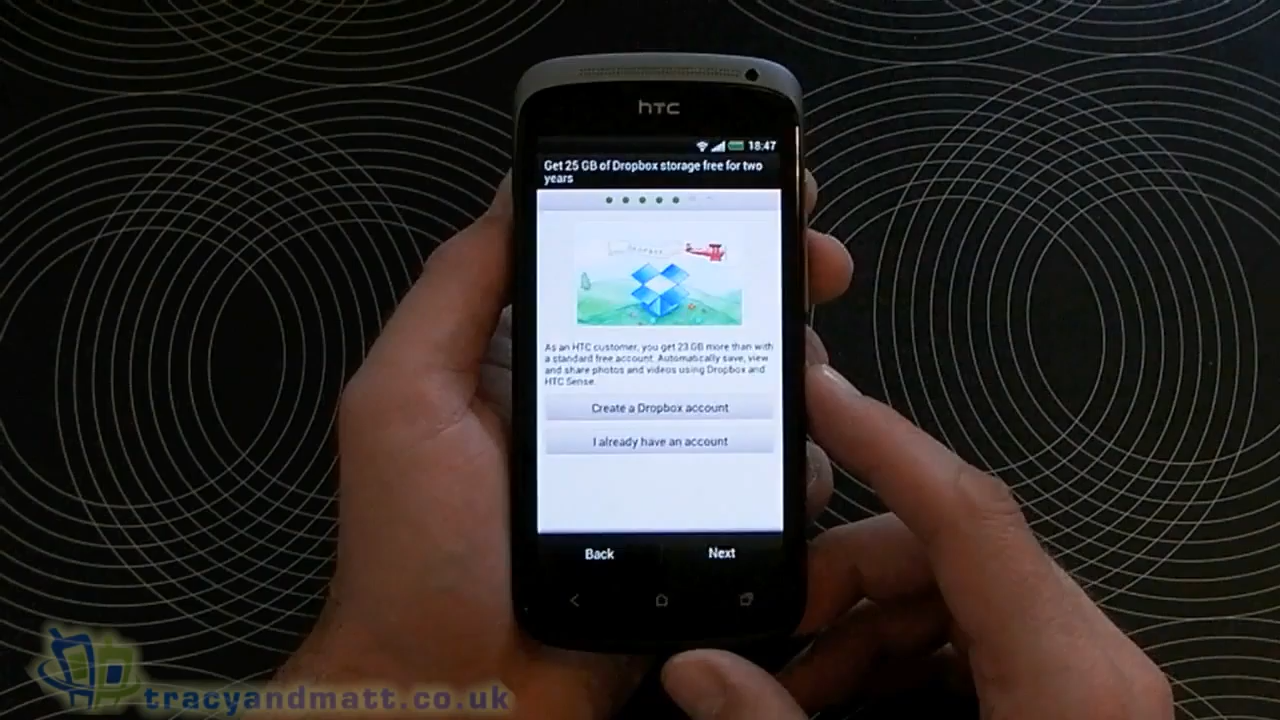 hTC
18:47
Get 25 GB of Dropbox storage free for two
years
As an HTC customer, you get 23 GB more than with
a standard free account. Automatically save, view
and share photos and videos using Dropbox and
HTC Sense.
Create a Dropbox account
I already have an account
Back Next
tracyandmatt.co.uk